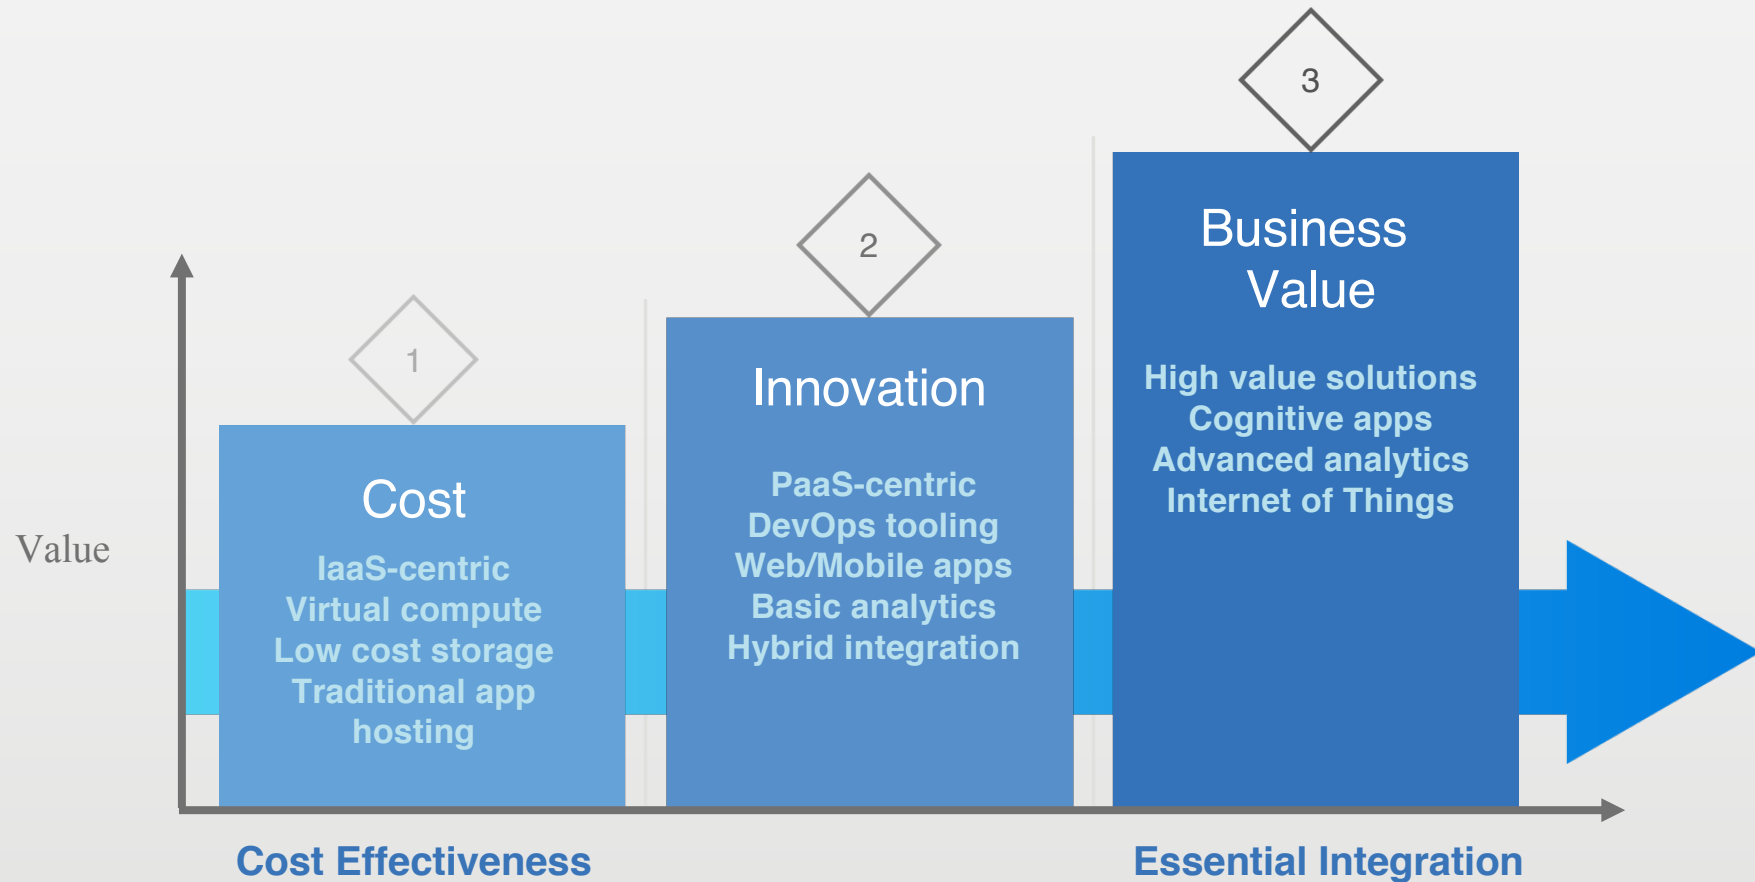 1
2
3
Value
Cost
IaaS-centric
Virtual compute
Low cost storage
Traditional app
hosting
Innovation
PaaS-centric
DevOps tooling
Web/Mobile apps
Basic analytics
Hybrid integration
Business
Value
High value solutions
Cognitive apps
Advanced analytics
Internet of Things
Cost Effectiveness
Essential Integration